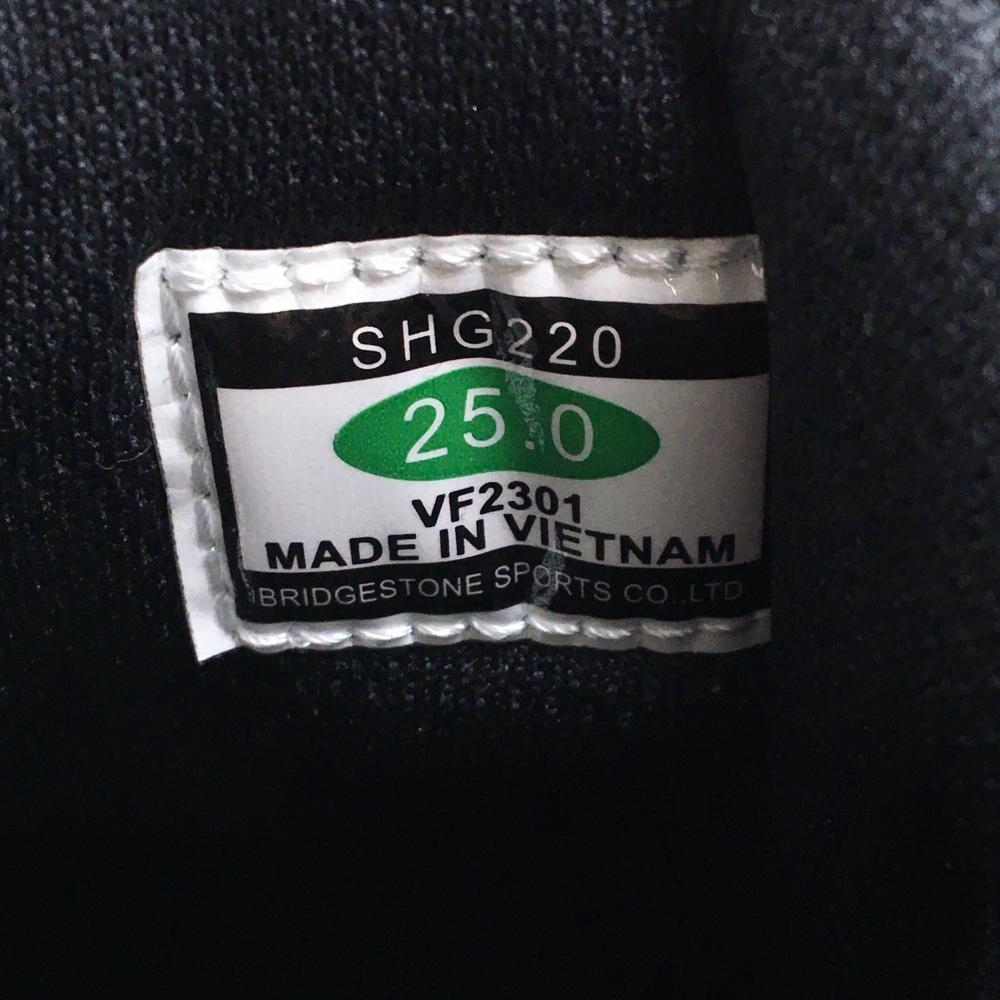 SHG220
25.0
VF2301
MADE IN VIETNAM
BRIDGESTONE SPORTS CO.,LTD